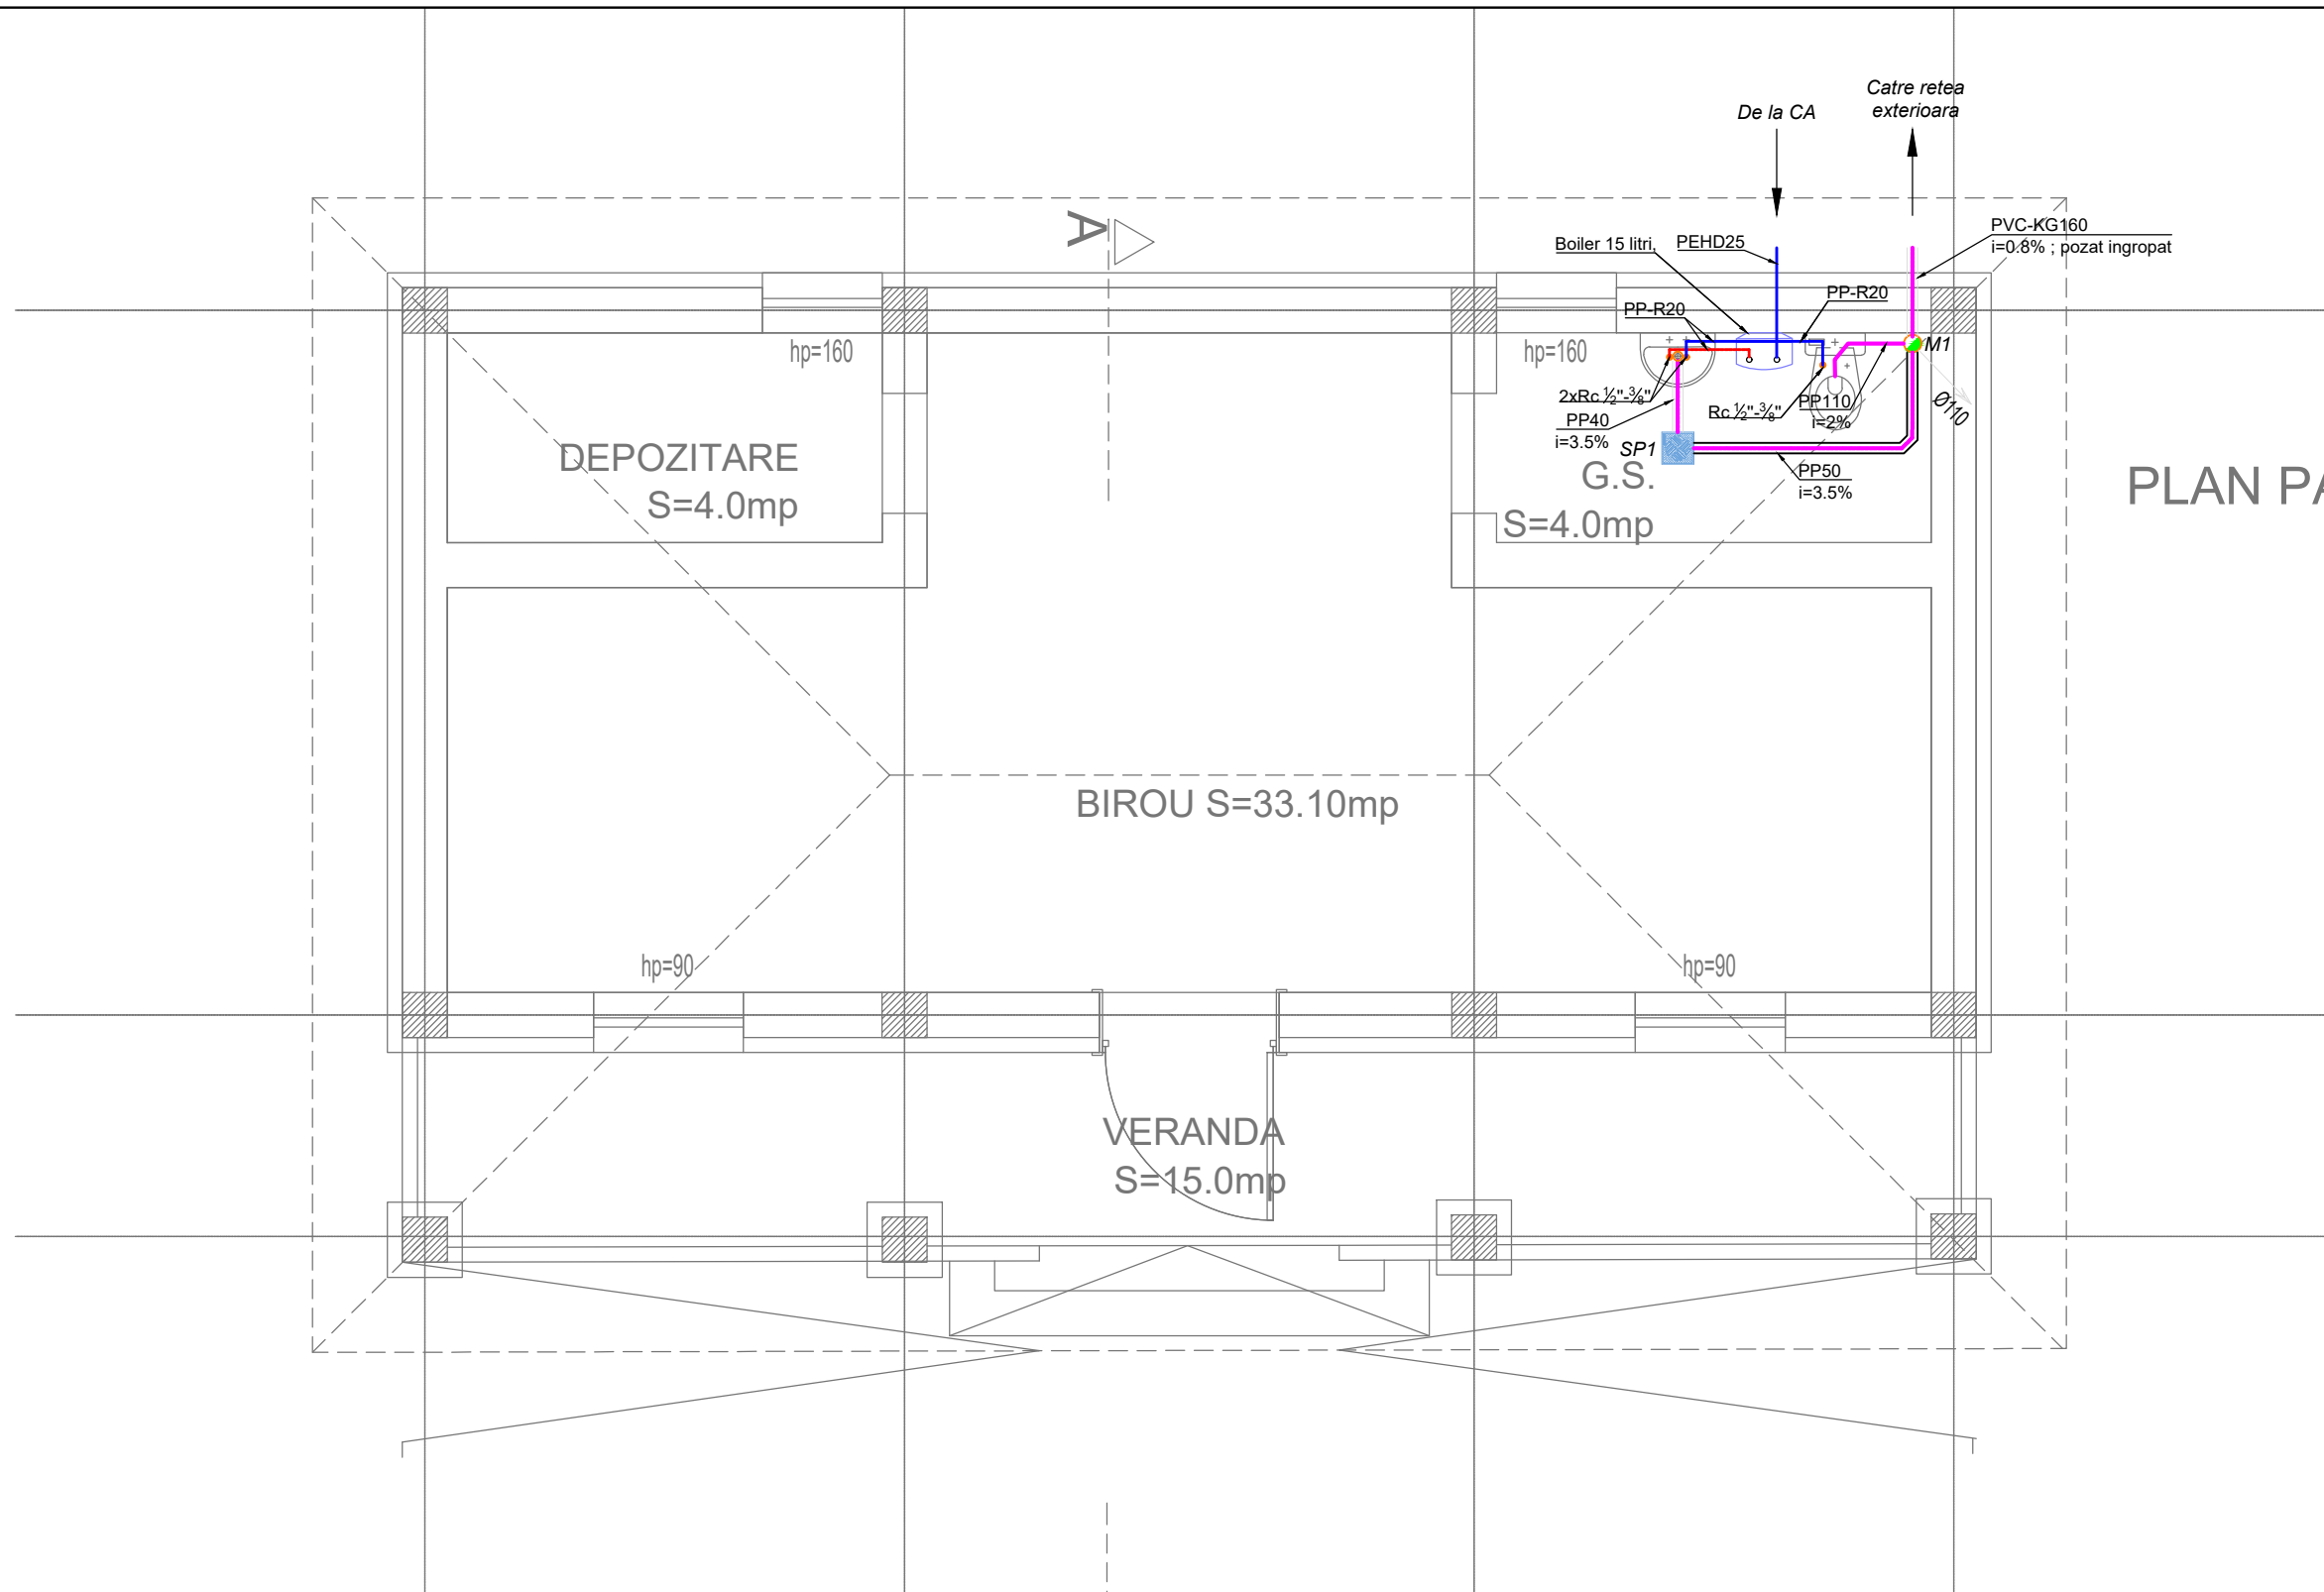 Catre retea
exterioara
De la CA
A
PVC-KG160
i=0.8% ; pozat ingropat
Boiler 15 litri,
PEHD25
PP-R20
PP-R20
hp=160
hp=160
M1
2xRc ½"-⅜"
Rc ½"-⅜"
PP110
i=2%
Ø110
PP40
i=3.5%
SP1
DEPOZITARE
S=4.0mp
G.S.
S=4.0mp
PP50
i=3.5%
PLAN PA
BIROU S=33.10mp
hp=90
hp=90
VERANDA
S=15.0mp